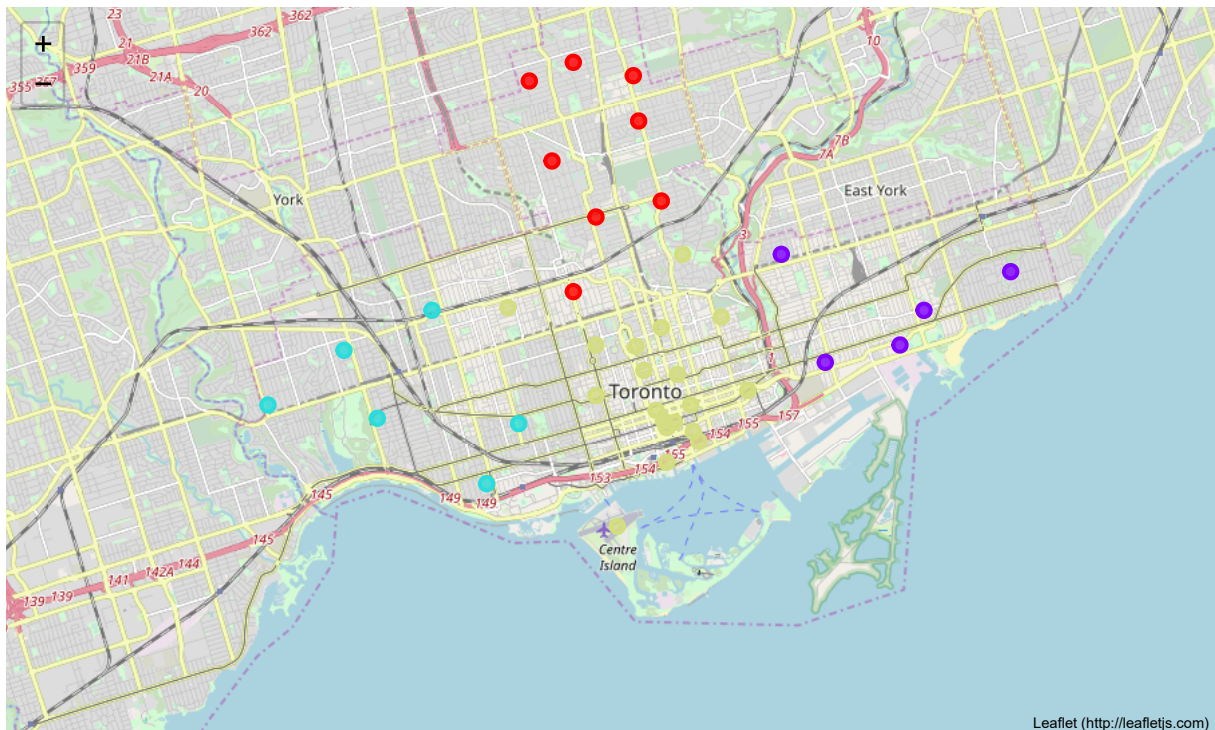 23
362
362
21
+
21B
10
359
355
357
21A
−
20
7B
7A
East York
York
3
1
Toronto
157
155
154
155
154
153
145
149
149
Centre
Island
145
144
142A
141
139
139
Leaflet (http://leafletjs.com)